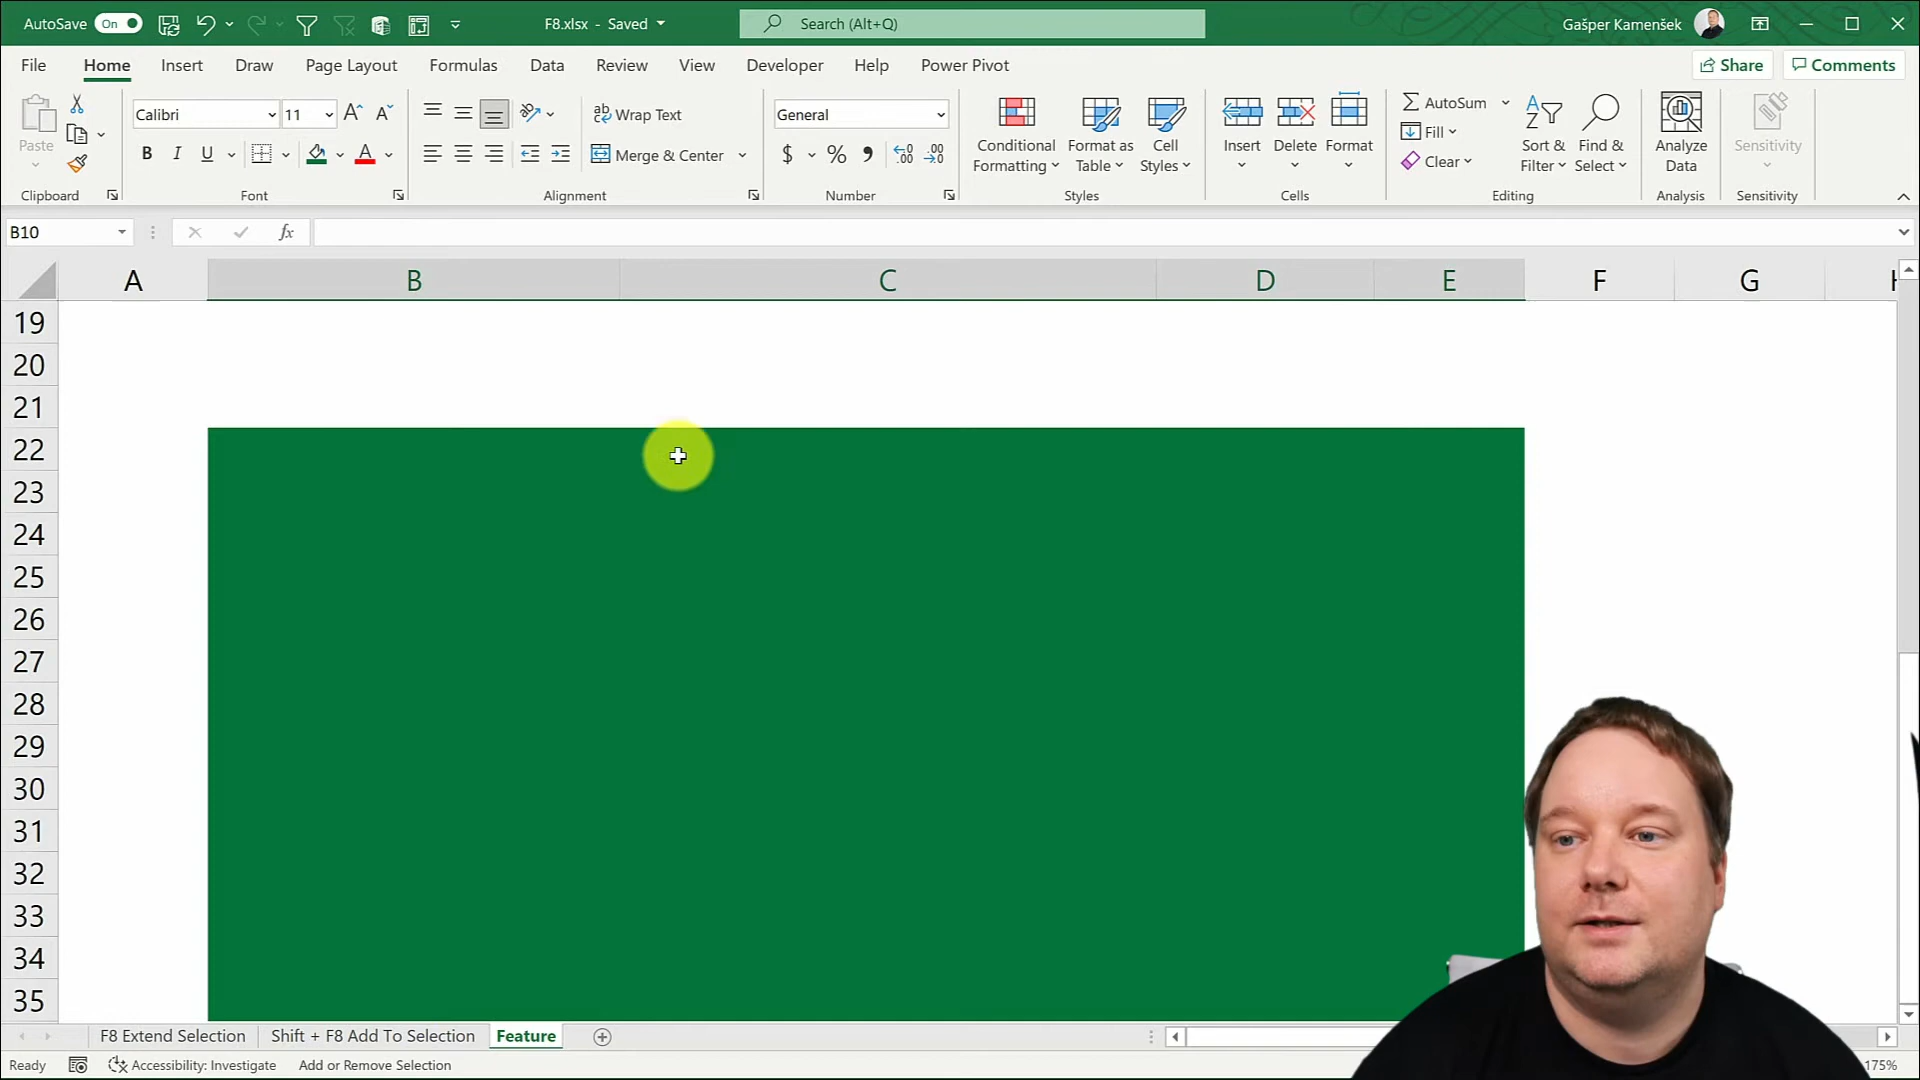 AutoSave On F8.xlsx - Saved Search (Alt+Q) Gašper Kamenšek
File Home Insert Draw Page Layout Formulas Data Review View Developer Help Power Pivot Share Comments
Paste
Calibri 11
B I U A
ab Wrap Text
Merge & Center
General
$ % 9 .00 .00
Conditional Formatting
Format as Table
Cell Styles
Insert
Delete
Format
AutoSum
Fill
Clear
Sort & Filter
Find & Select
Analyze Data
Sensitivity
Clipboard Font Alignment Number Styles Cells Editing Analysis Sensitivity
B10 fx
A B C D E F G H
19
20
21
22
23
24
25
26
27
28
29
30
31
32
33
34
35
F8 Extend Selection Shift + F8 Add To Selection Feature
Ready Accessibility: Investigate Add or Remove Selection 175%